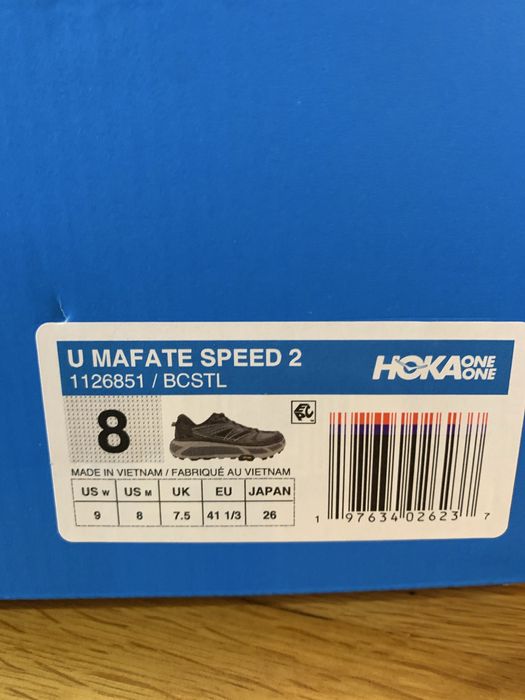 U MAFATE SPEED 2
1126851 / BCSTL
HOKA ONE ONE
8
EPC
MADE IN VIETNAM / FABRIQUÉ AU VIETNAM
US W US M UK EU JAPAN
9 8 7.5 41 1/3 26
1 97634 02623 7